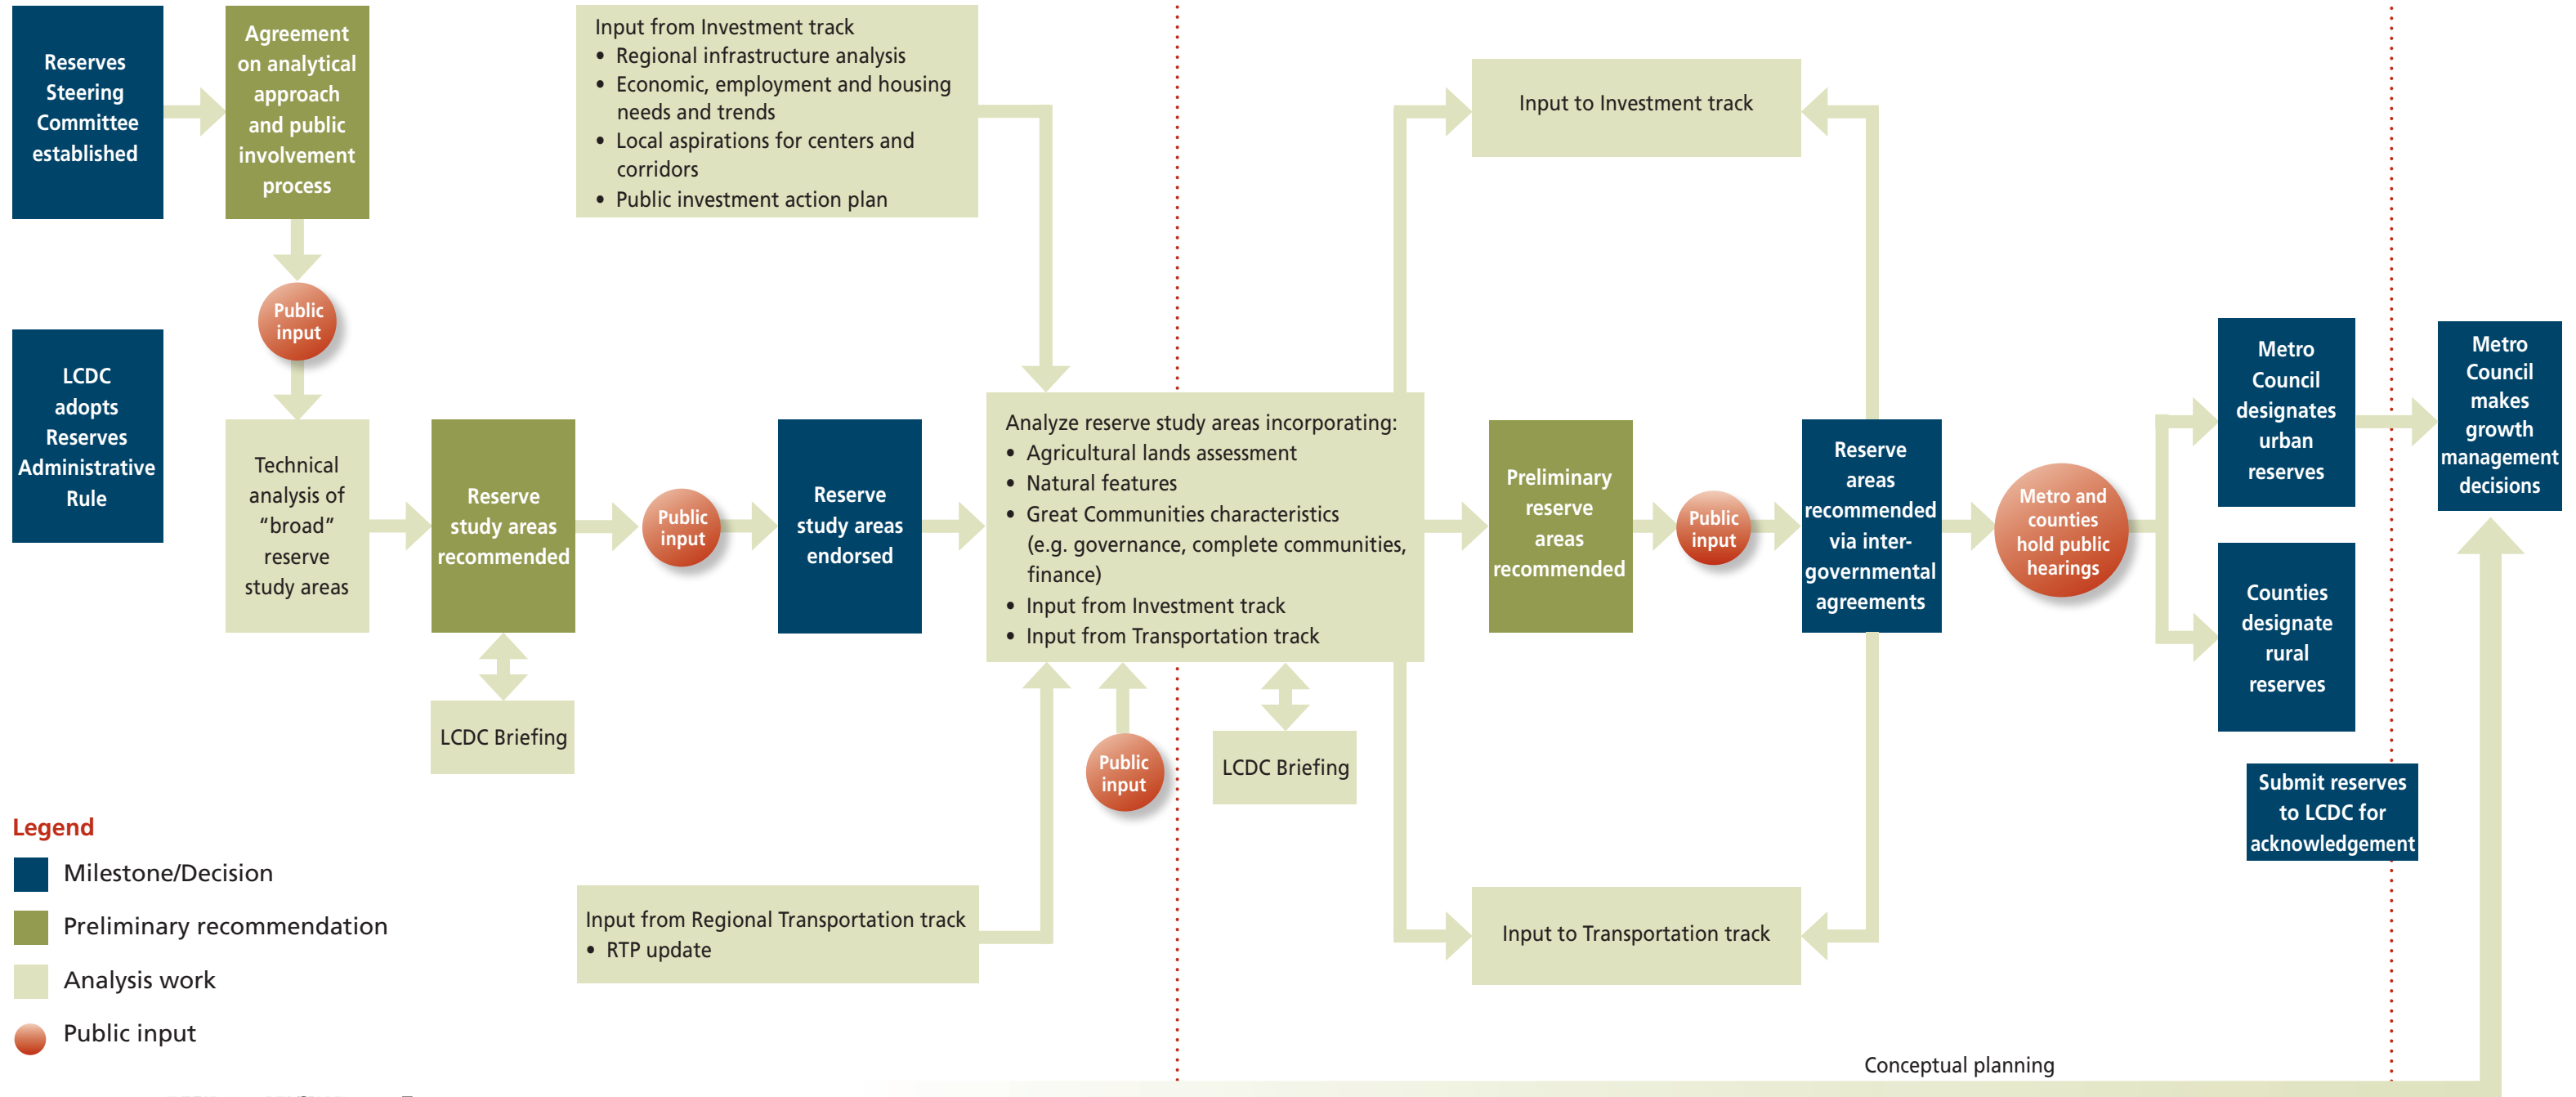 Reserves
Steering
Committee
established
Agreement
on analytical
approach
and public
involvement
process
Input from Investment track
• Regional infrastructure analysis
• Economic, employment and housing
needs and trends
• Local aspirations for centers and
corridors
• Public investment action plan
Input to Investment track
Public
input
LCDC
adopts
Reserves
Administrative
Rule
Technical
analysis of
“broad”
reserve
study areas
Reserve
study areas
recommended
Public
input
Reserve
study areas
endorsed
Analyze reserve study areas incorporating:
• Agricultural lands assessment
• Natural features
• Great Communities characteristics
(e.g. governance, complete communities,
finance)
• Input from Investment track
• Input from Transportation track
Preliminary
reserve
areas
recommended
Public
input
Reserve
areas
recommended
via inter-
governmental
agreements
Metro and
counties
hold public
hearings
Metro
Council
designates
urban
reserves
Metro
Council
makes
growth
management
decisions
Counties
designate
rural
reserves
LCDC Briefing
Public
input
LCDC Briefing
Submit reserves
to LCDC for
acknowledgement
Legend
Milestone/Decision
Preliminary recommendation
Analysis work
Public input
Input from Regional Transportation track
• RTP update
Input to Transportation track
Conceptual planning